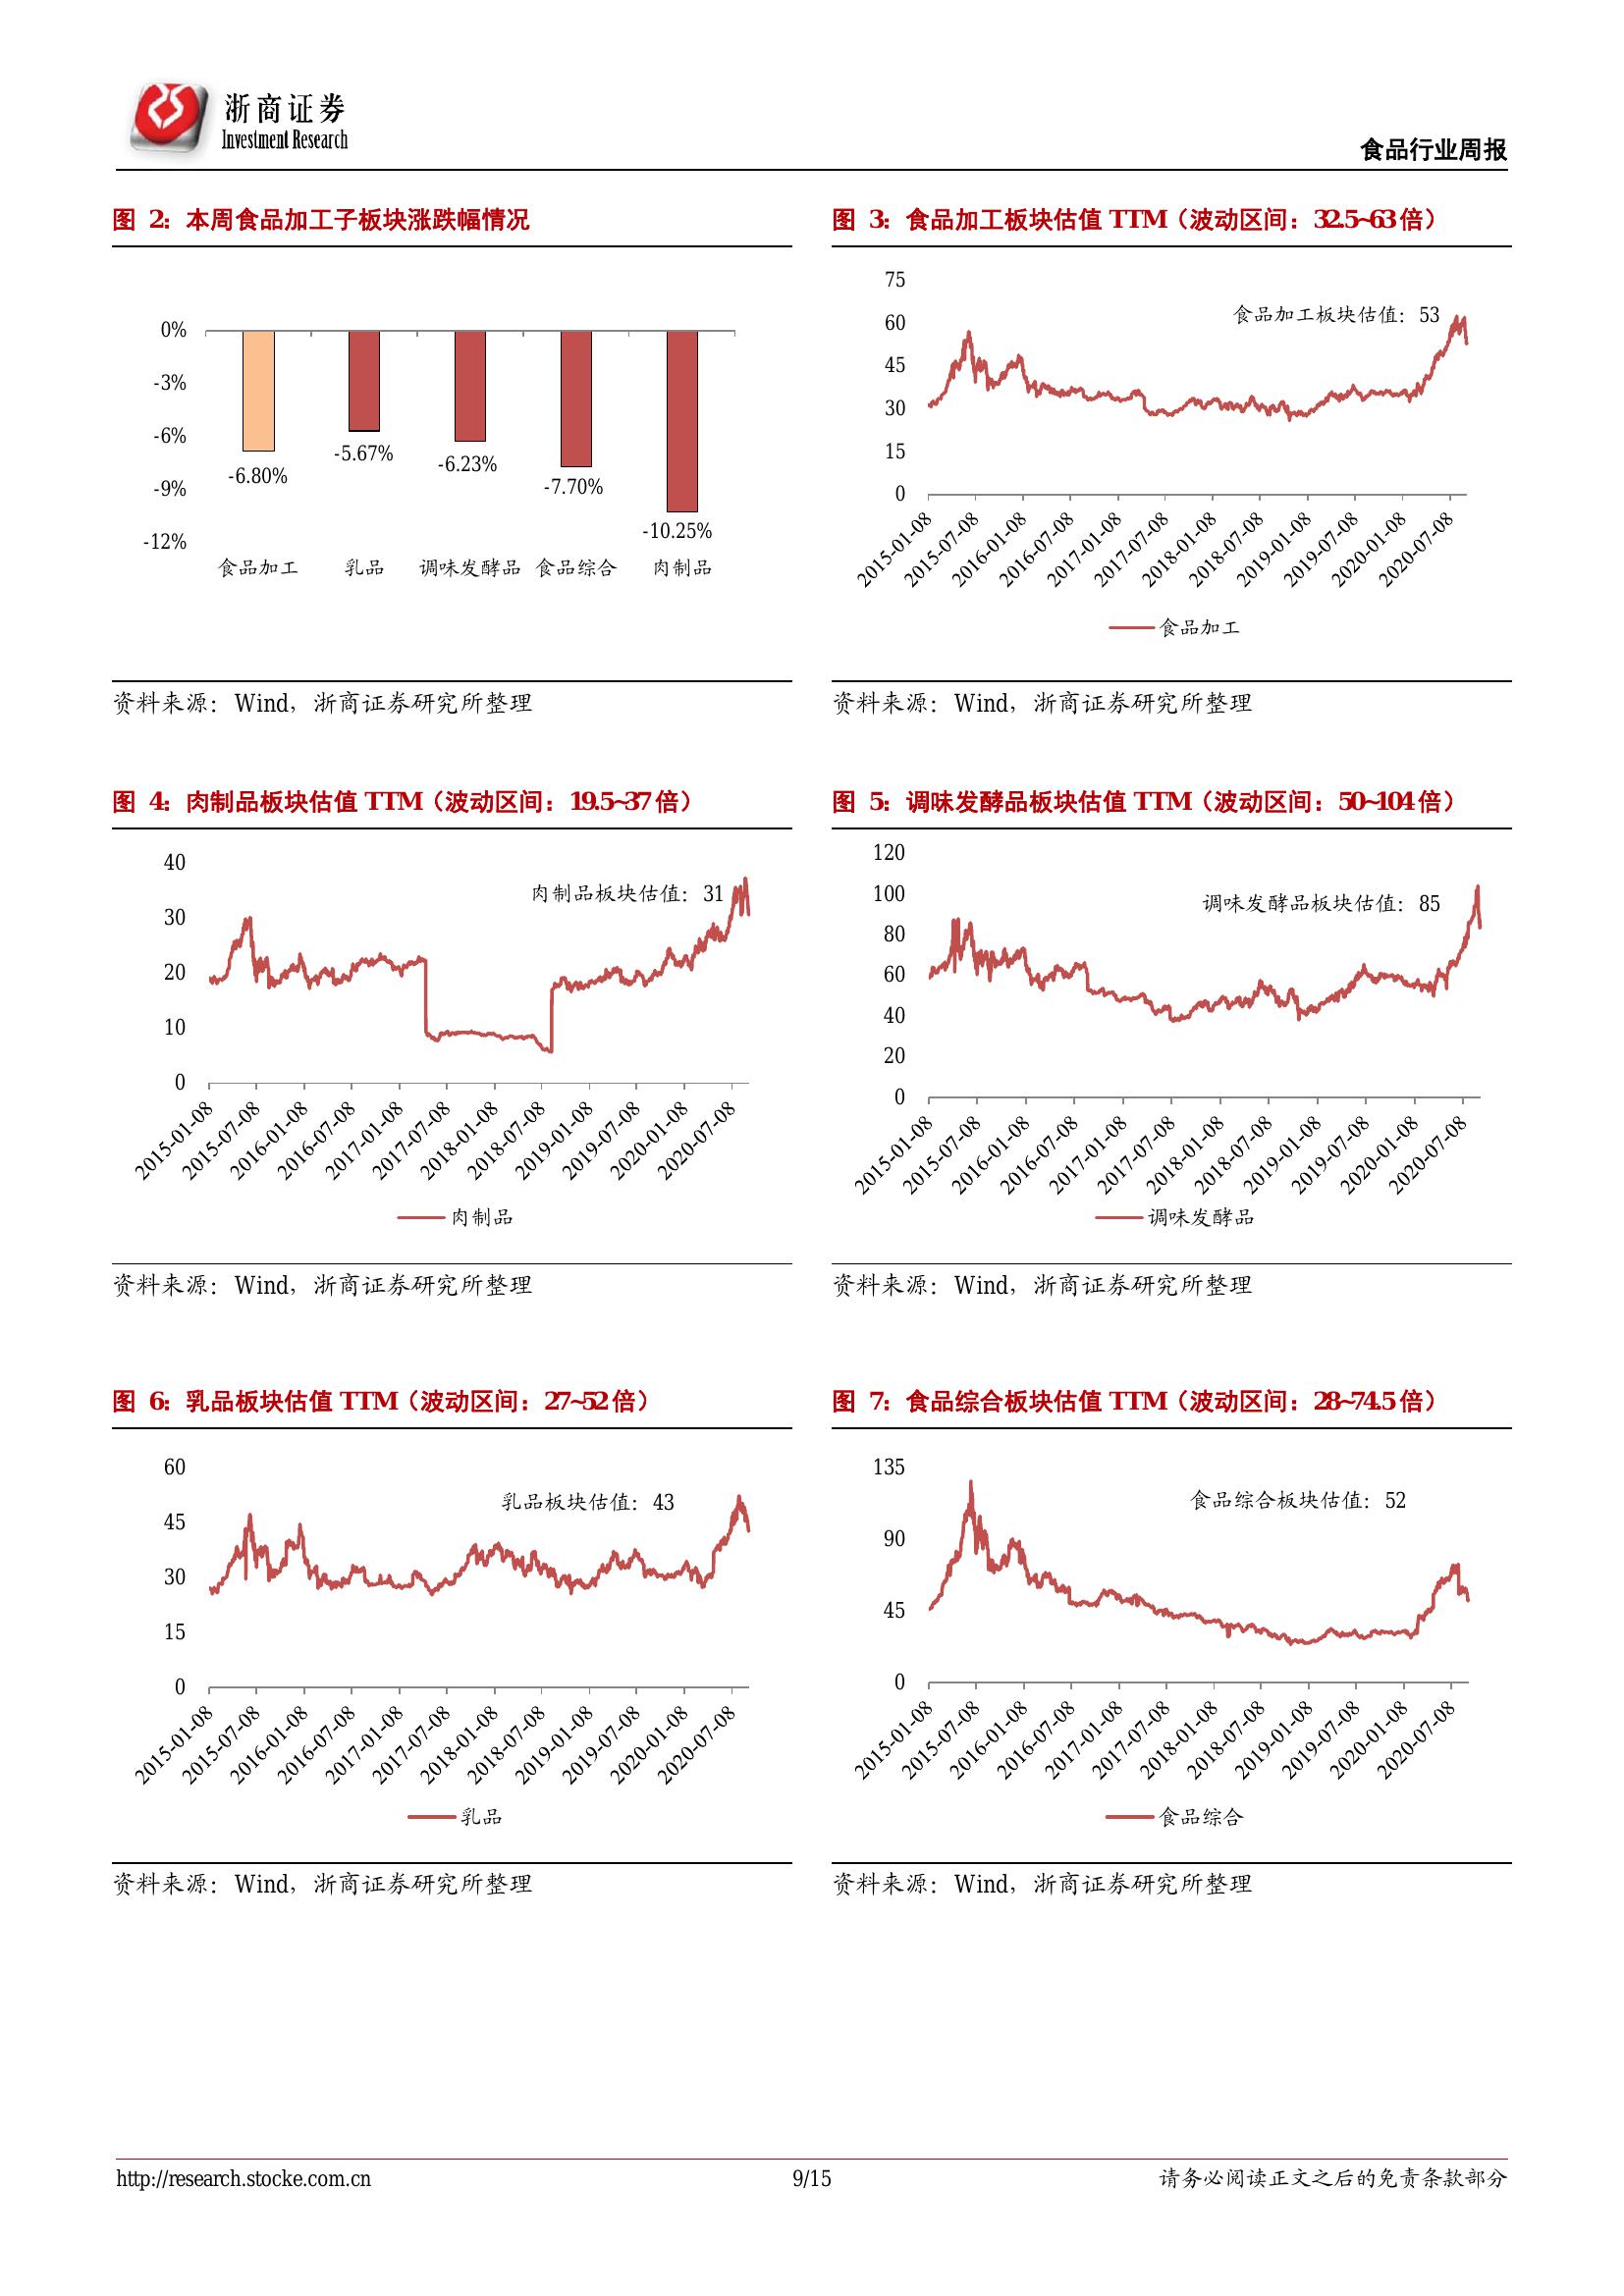 浙商证券
Investment Research
食品行业周报
图 2：本周食品加工子板块涨跌幅情况
0%
-3%
-6%
-9%
-12%
-6.80%
-5.67%
-6.23%
-7.70%
-10.25%
食品加工 乳品 调味发酵品 食品综合 肉制品
资料来源：Wind，浙商证券研究所整理
图 3：食品加工板块估值 TTM（波动区间：32.5~63 倍）
75
60
45
30
15
0
食品加工板块估值：53
2015-01-08 2015-07-08 2016-01-08 2016-07-08 2017-01-08 2017-07-08 2018-01-08 2018-07-08 2019-01-08 2019-07-08 2020-01-08 2020-07-08
食品加工
资料来源：Wind，浙商证券研究所整理
图 4：肉制品板块估值 TTM（波动区间：19.5~37 倍）
40
30
20
10
0
肉制品板块估值：31
2015-01-08 2015-07-08 2016-01-08 2016-07-08 2017-01-08 2017-07-08 2018-01-08 2018-07-08 2019-01-08 2019-07-08 2020-01-08 2020-07-08
肉制品
资料来源：Wind，浙商证券研究所整理
图 5：调味发酵品板块估值 TTM（波动区间：50~104 倍）
120
100
80
60
40
20
0
调味发酵品板块估值：85
2015-01-08 2015-07-08 2016-01-08 2016-07-08 2017-01-08 2017-07-08 2018-01-08 2018-07-08 2019-01-08 2019-07-08 2020-01-08 2020-07-08
调味发酵品
资料来源：Wind，浙商证券研究所整理
图 6：乳品板块估值 TTM（波动区间：27~52 倍）
60
45
30
15
0
乳品板块估值：43
2015-01-08 2015-07-08 2016-01-08 2016-07-08 2017-01-08 2017-07-08 2018-01-08 2018-07-08 2019-01-08 2019-07-08 2020-01-08 2020-07-08
乳品
资料来源：Wind，浙商证券研究所整理
图 7：食品综合板块估值 TTM（波动区间：28~74.5 倍）
135
90
45
0
食品综合板块估值：52
2015-01-08 2015-07-08 2016-01-08 2016-07-08 2017-01-08 2017-07-08 2018-01-08 2018-07-08 2019-01-08 2019-07-08 2020-01-08 2020-07-08
食品综合
资料来源：Wind，浙商证券研究所整理
http://research.stocke.com.cn
9/15
请务必阅读正文之后的免责条款部分